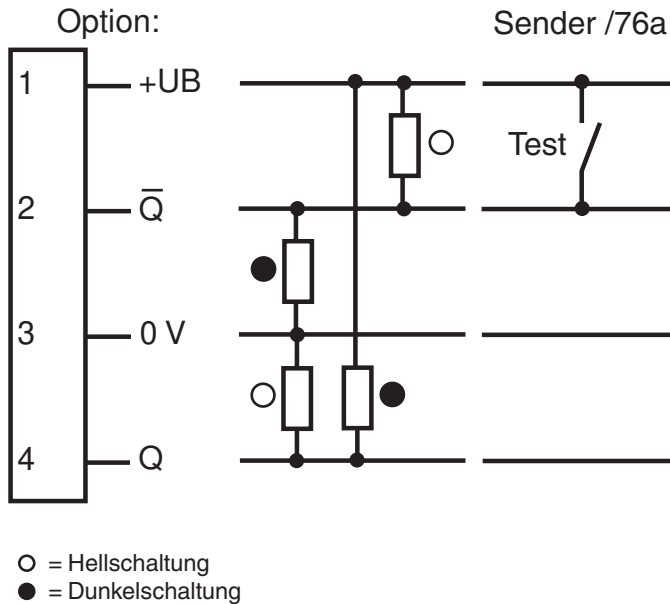 Option:
Sender /76a
1 +UB
Test
2 Q̅
3 0 V
4 Q
= Hellschaltung
= Dunkelschaltung